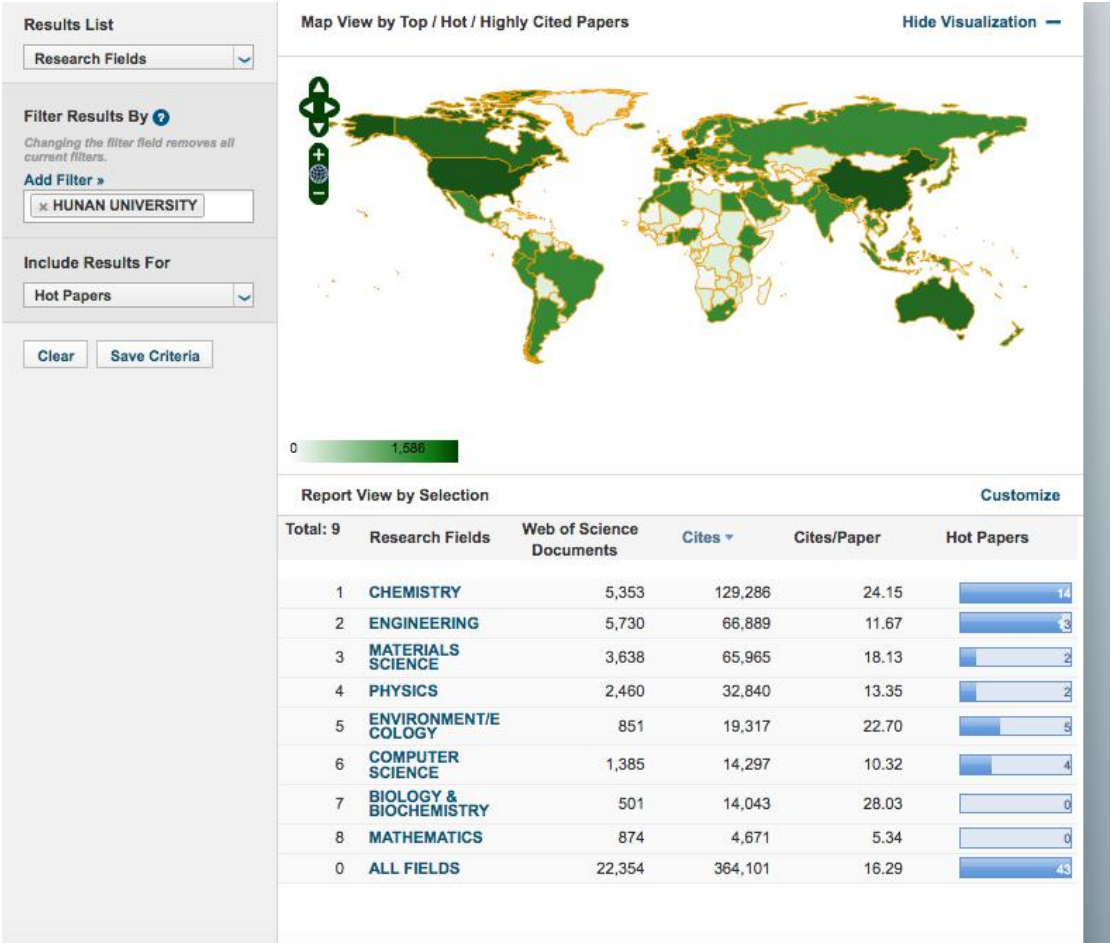 Results List
Research Fields
Filter Results By ?
Changing the filter field removes all
current filters.
Add Filter »
× HUNAN UNIVERSITY
Include Results For
Hot Papers
Clear Save Criteria
Map View by Top / Hot / Highly Cited Papers Hide Visualization −
+
−
0 1,586
Report View by Selection Customize
Total: 9 Research Fields Web of Science Documents Cites Cites/Paper Hot Papers
1 CHEMISTRY 5,353 129,286 24.15 14
2 ENGINEERING 5,730 66,889 11.67 13
3 MATERIALS SCIENCE 3,638 65,965 18.13 2
4 PHYSICS 2,460 32,840 13.35 2
5 ENVIRONMENT/E COLOGY 851 19,317 22.70 5
6 COMPUTER SCIENCE 1,385 14,297 10.32 4
7 BIOLOGY & BIOCHEMISTRY 501 14,043 28.03 0
8 MATHEMATICS 874 4,671 5.34 0
0 ALL FIELDS 22,354 364,101 16.29 43